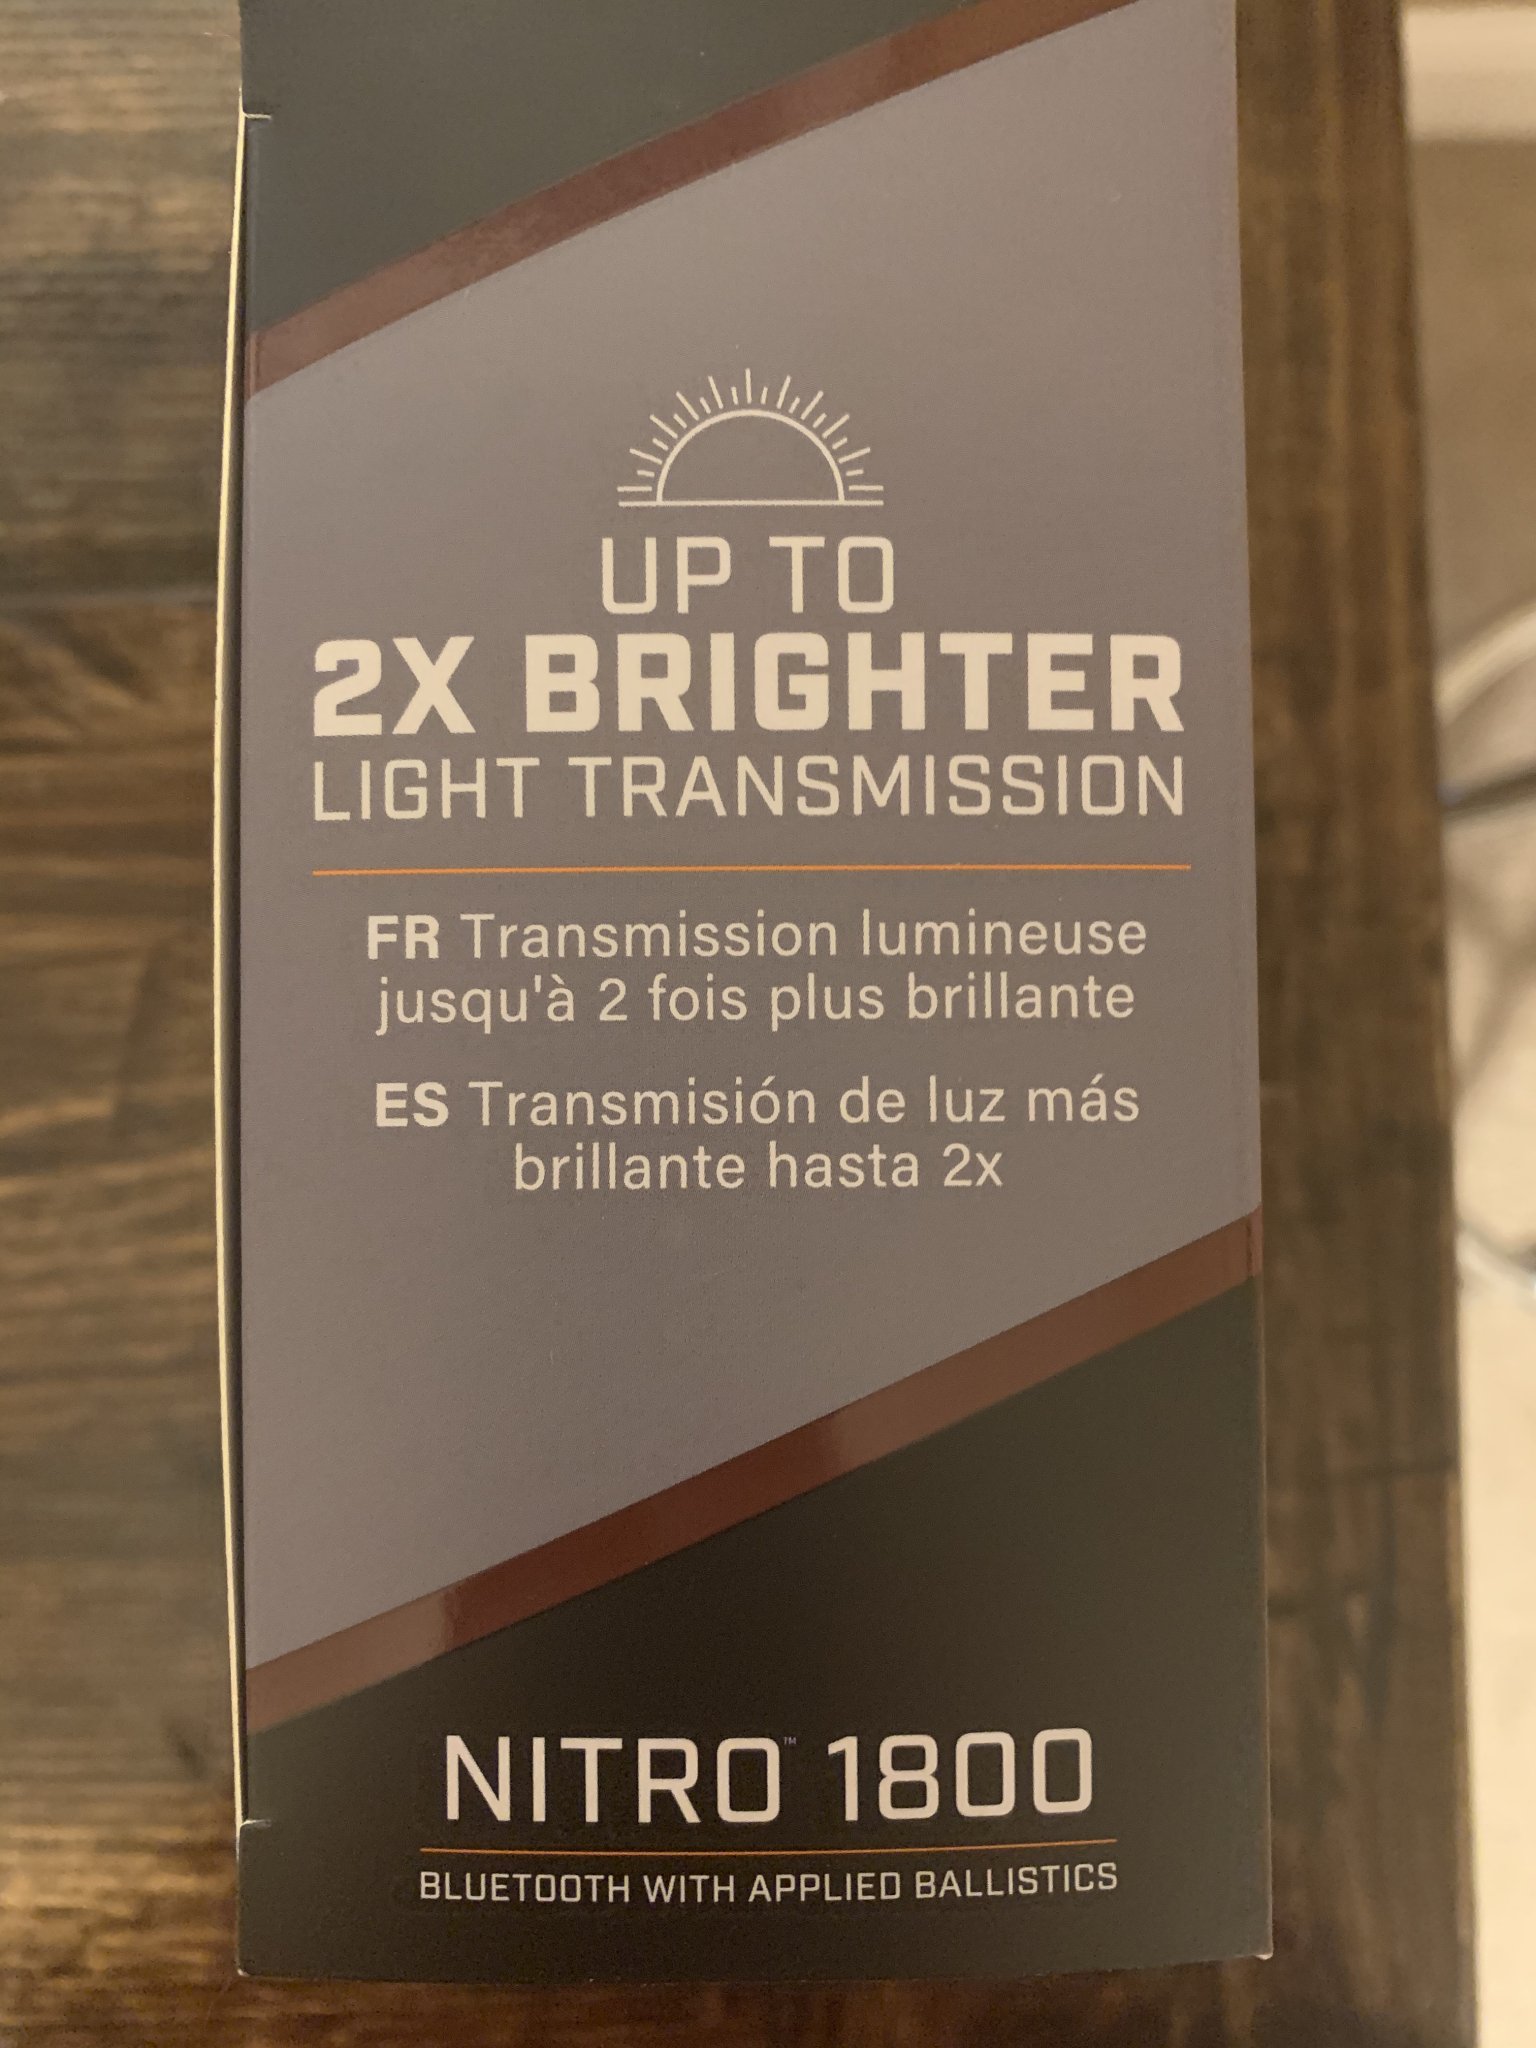 UP TO
2X BRIGHTER
LIGHT TRANSMISSION
FR Transmission lumineuse
jusqu'à 2 fois plus brillante
ES Transmisión de luz más
brillante hasta 2x
NITRO™ 1800
BLUETOOTH WITH APPLIED BALLISTICS